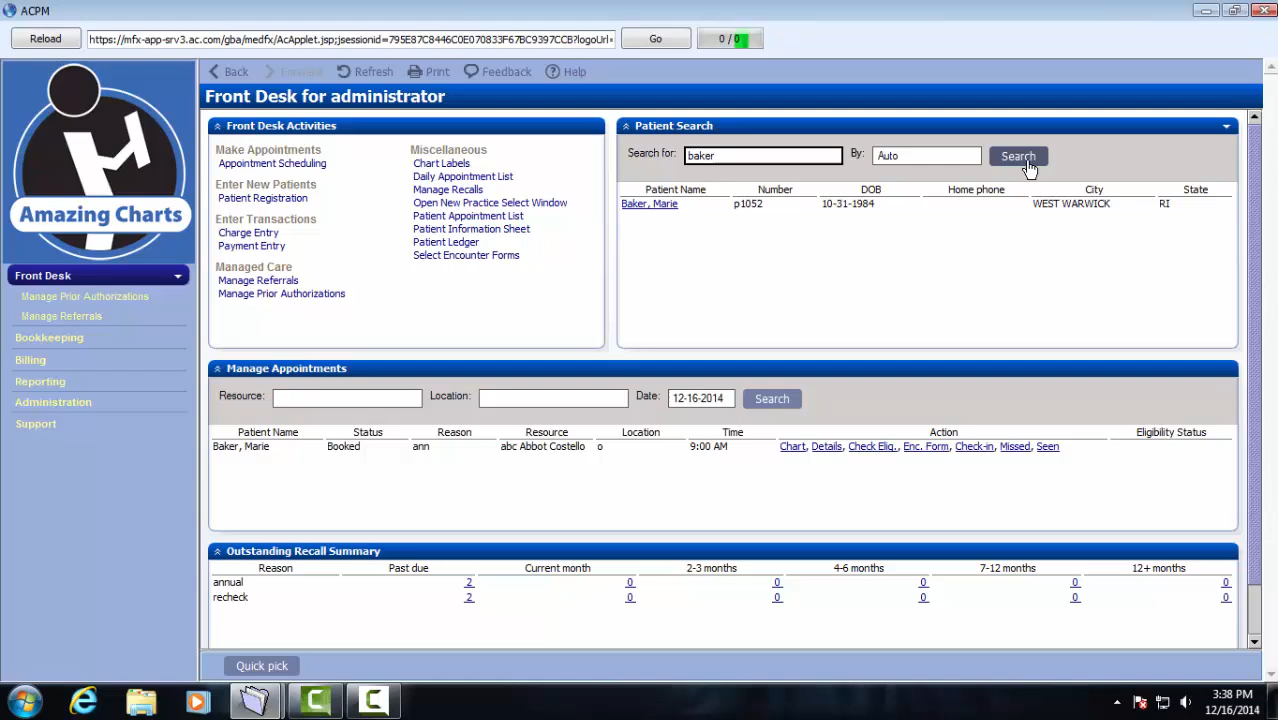 ACPM
Reload https://mfx-app-srv3.ac.com/gba/medfx/AcApplet.jsp;jsessionid=795E87C8446C0E070833F67BC9397CCB?logoUrl= Go 0 / 0
Back Forward Refresh Print Feedback Help
Front Desk for administrator
Amazing Charts
Front Desk
Manage Prior Authorizations
Manage Referrals
Bookkeeping
Billing
Reporting
Administration
Support
Front Desk Activities
Make Appointments
Appointment Scheduling
Enter New Patients
Patient Registration
Enter Transactions
Charge Entry
Payment Entry
Managed Care
Manage Referrals
Manage Prior Authorizations
Miscellaneous
Chart Labels
Daily Appointment List
Manage Recalls
Open New Practice Select Window
Patient Appointment List
Patient Information Sheet
Patient Ledger
Select Encounter Forms
Patient Search
Search for: baker By: Auto Search
Patient Name Number DOB Home phone City State
Baker, Marie p1052 10-31-1984 WEST WARWICK RI
Manage Appointments
Resource: Location: Date: 12-16-2014 Search
Patient Name Status Reason Resource Location Time Action Eligibility Status
Baker, Marie Booked ann abc Abbot Costello o 9:00 AM Chart, Details, Check Elig., Enc. Form, Check-in, Missed, Seen
Outstanding Recall Summary
Reason Past due Current month 2-3 months 4-6 months 7-12 months 12+ months
annual 2 0 0 0 0 0
recheck 2 0 0 0 0 0
Quick pick
3:38 PM
12/16/2014